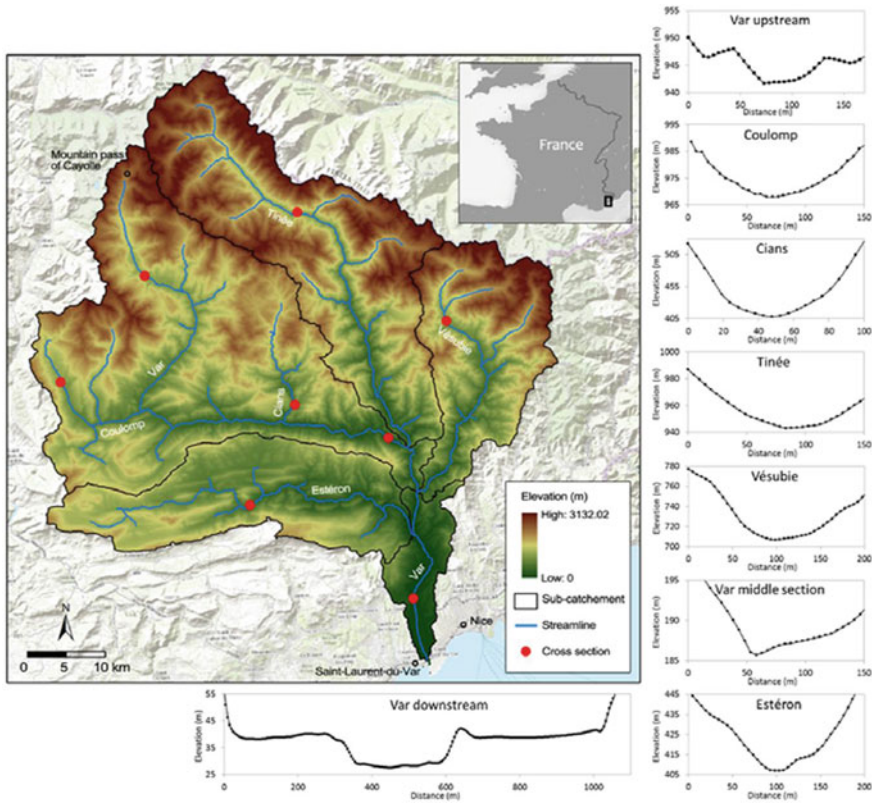 Mountain pass
of Cayolle
Tinée
Var
Coulomp
Cians
Vésubie
Estéron
Var
France
Elevation (m)
High: 3132.02
Low: 0
Sub-catchement
Streamline
Cross section
N
0 5 10 km
Nice
Saint-Laurent-du-Var
Var upstream
Elevation (m)
955
950
945
940
0 50 100 150
Distance (m)
Coulomp
Elevation (m)
995
985
975
965
0 50 100 150
Distance (m)
Cians
Elevation (m)
505
455
405
0 20 40 60 80 100
Distance (m)
Tinée
Elevation (m)
1000
980
960
940
0 50 100 150
Distance (m)
Vésubie
Elevation (m)
780
760
740
720
700
0 50 100 150 200
Distance (m)
Var middle section
Elevation (m)
195
185
0 50 100 150
Distance (m)
Estéron
Elevation (m)
445
435
425
415
405
0 50 100 150 200
Distance (m)
Var downstream
Elevation (m)
55
45
35
25
0 200 400 600 800 1000
Distance (m)